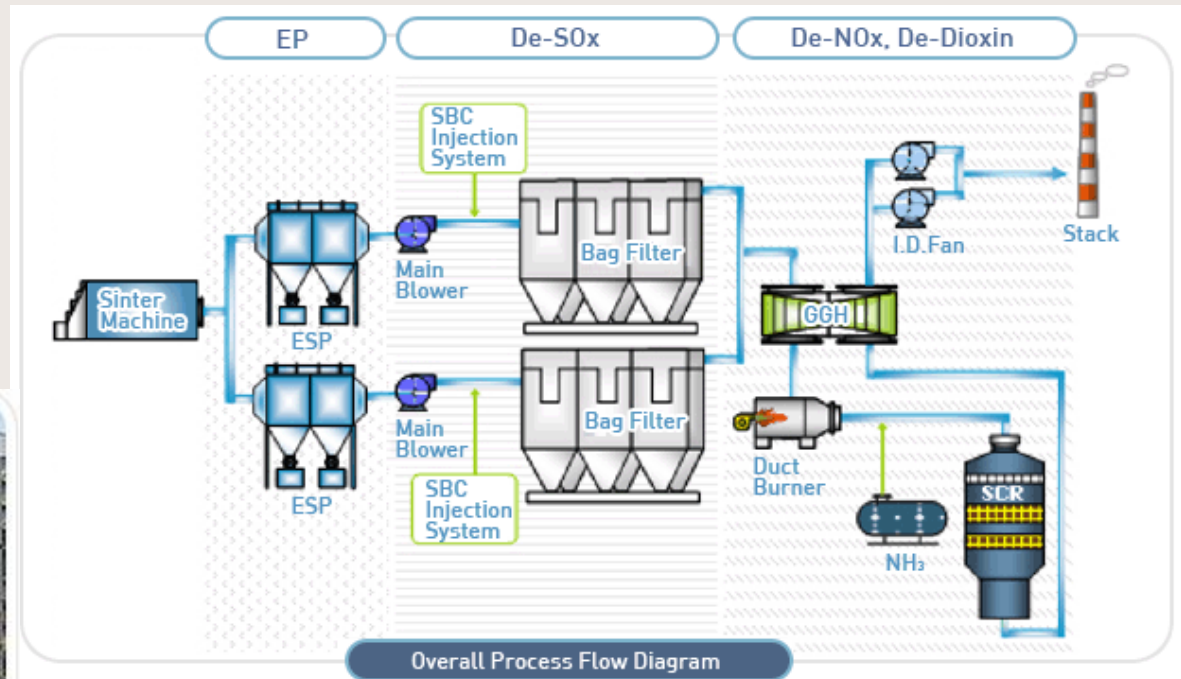 EP
De-SOx
De-NOx, De-Dioxin
SBC
Injection
System
Bag Filter
Main
Blower
I.D.Fan
Stack
Sinter
Machine
ESP
GGH
Bag Filter
Main
Blower
Duct
Burner
SCR
ESP
SBC
Injection
System
NH₃
Overall Process Flow Diagram